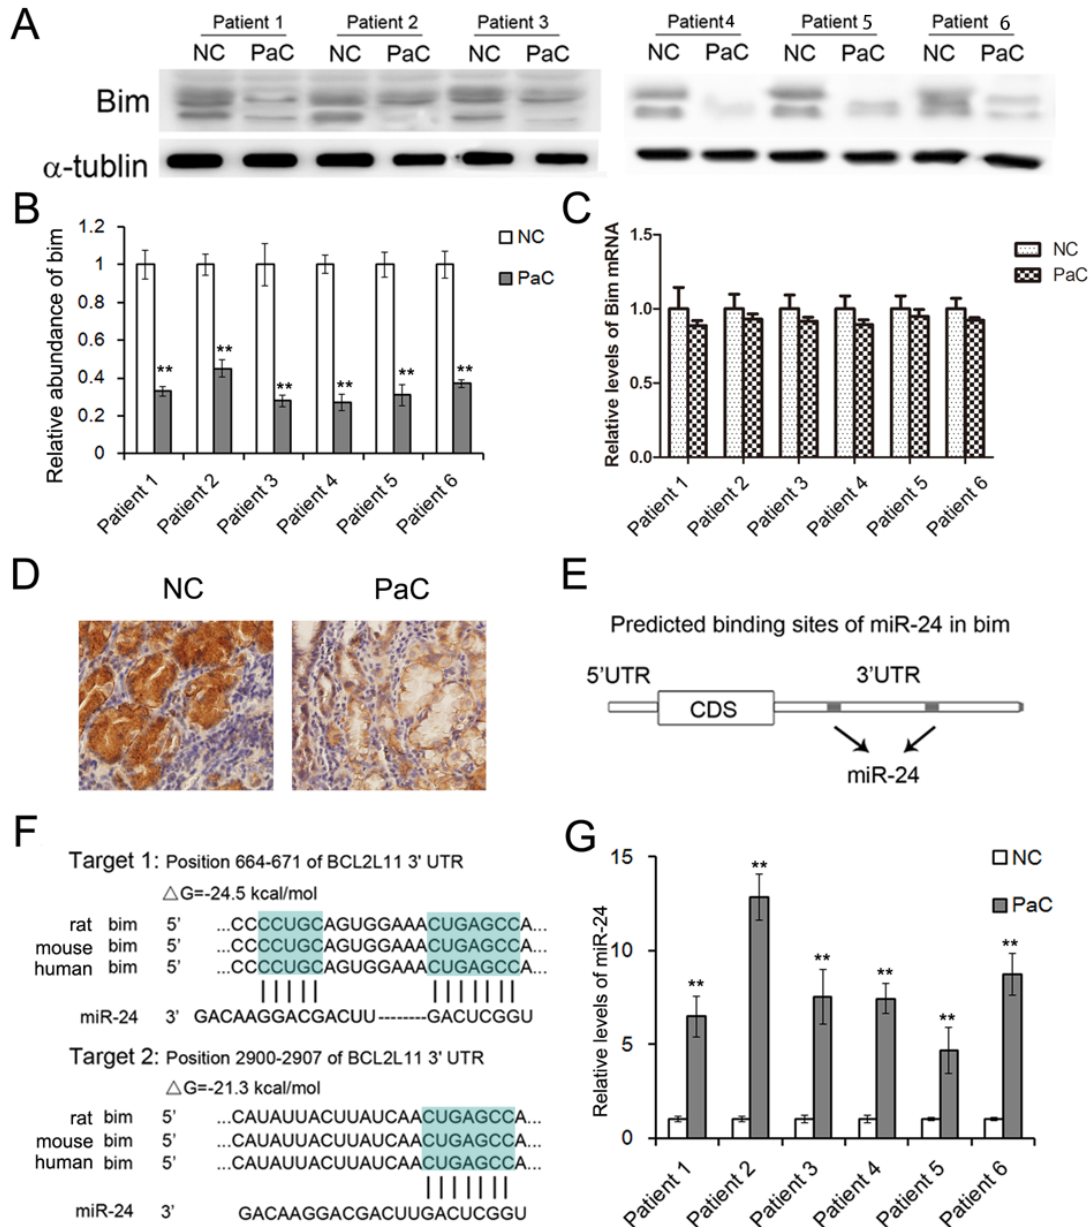 A
Patient 1 Patient 2 Patient 3 Patient4 Patient 5 Patient 6
NC PaC NC PaC NC PaC NC PaC NC PaC NC PaC
Bim
α-tublin
B
Relative abundance of bim
1.2
1
0.8
0.6
0.4
0.2
0
NC
PaC
** ** ** ** ** **
Patient 1 Patient 2 Patient 3 Patient 4 Patient 5 Patient 6
C
Relative levels of Bim mRNA
1.5
1.0
0.5
0.0
NC
PaC
Patient 1 Patient 2 Patient 3 Patient 4 Patient 5 Patient 6
D
NC PaC
E
Predicted binding sites of miR-24 in bim
5'UTR 3'UTR
CDS
miR-24
F
Target 1: Position 664-671 of BCL2L11 3' UTR
△G=-24.5 kcal/mol
rat bim 5' ...CCCCUGCAGUGGAAACUGAGCCA...
mouse bim 5' ...CCCCUGCAGUGGAAACUGAGCCA...
human bim 5' ...CCCCUGCAGUGGAAACUGAGCCA...
miR-24 3' GACAAGGACGACUU--------GACUCGGU
Target 2: Position 2900-2907 of BCL2L11 3' UTR
△G=-21.3 kcal/mol
rat bim 5' ...CAUAUUACUUAUCAACUGAGCCA...
mouse bim 5' ...CAUAUUACUUAUCAACUGAGCCA...
human bim 5' ...CAUAUUACUUAUCAACUGAGCCA...
miR-24 3' GACAAGGACGACUUGACUCGGU
G
Relative levels of miR-24
15
10
5
0
NC
PaC
** ** ** ** ** **
Patient 1 Patient 2 Patient 3 Patient 4 Patient 5 Patient 6